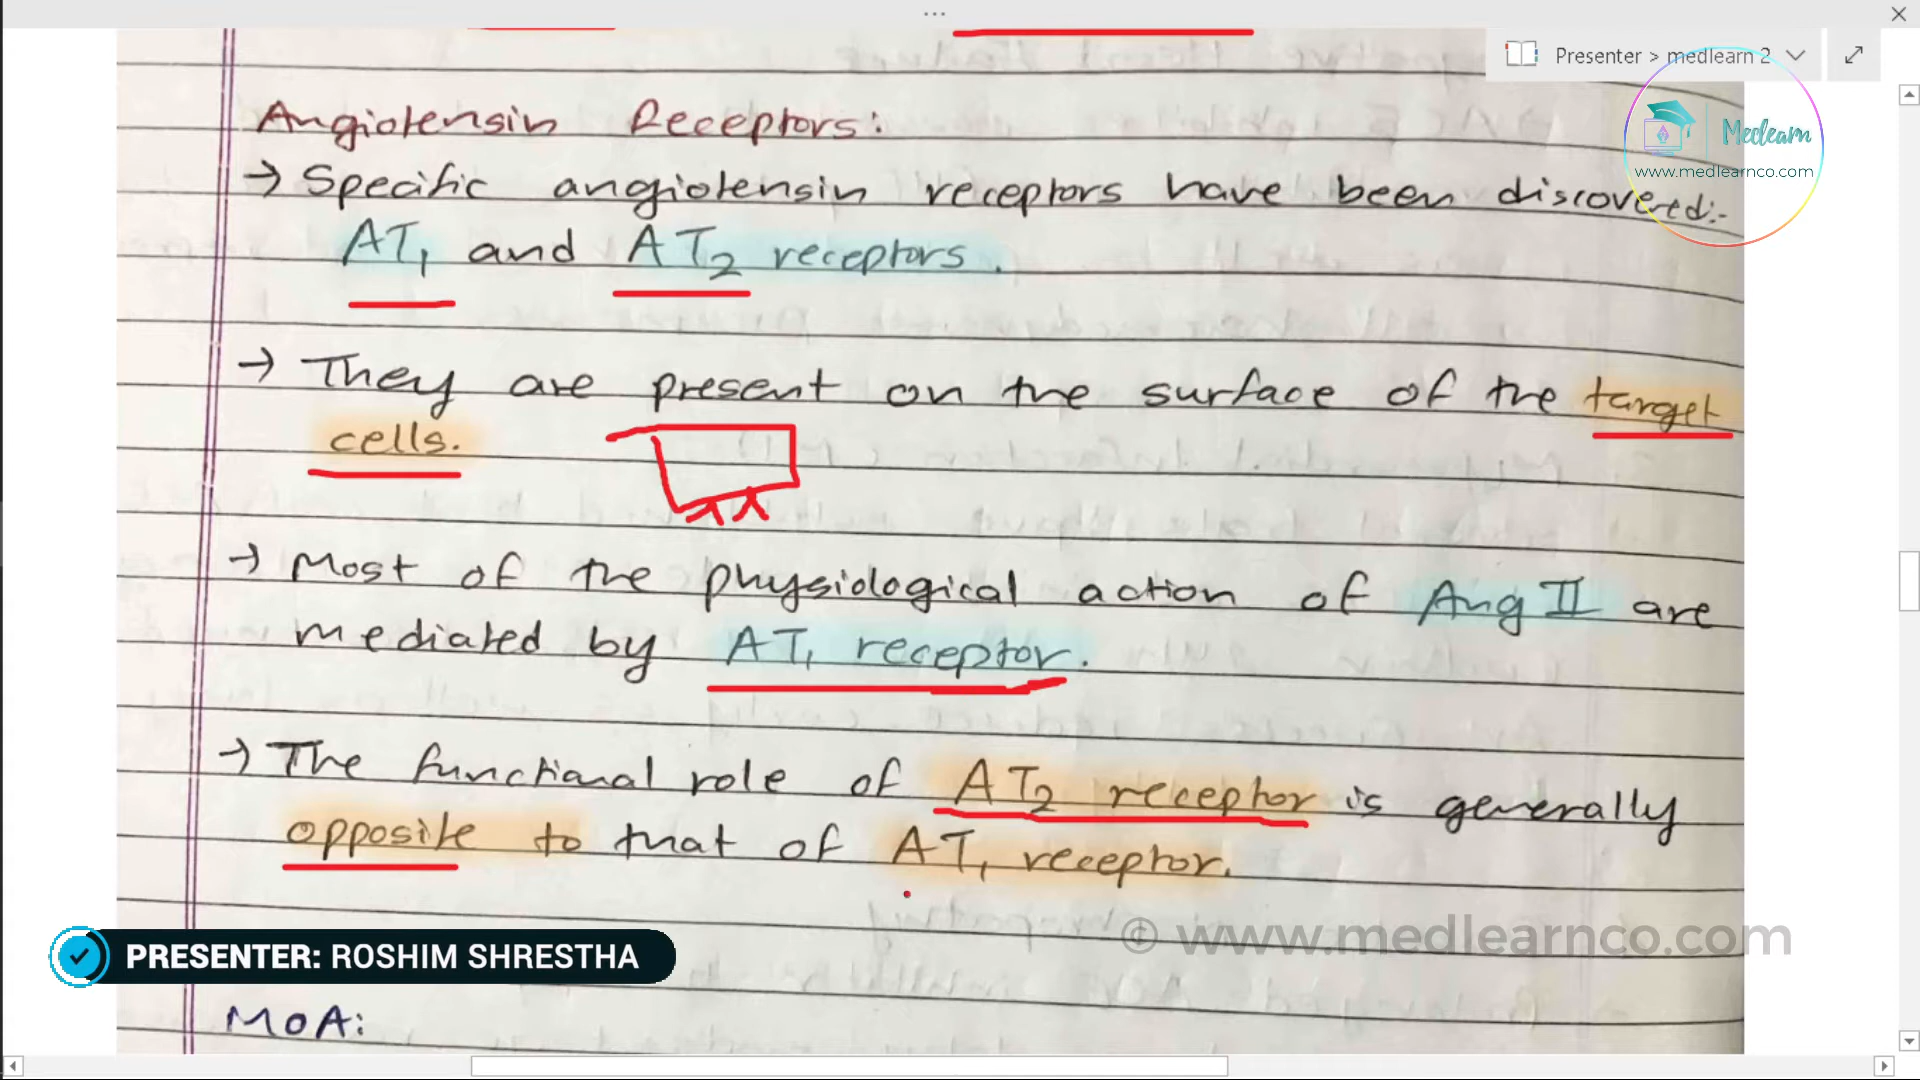 Presenter > medlearn 2
Medlearn
www.medlearnco.com
Angiotensin Receptors:
→ Specific angiotensin receptors have been discovered:-
AT1 and AT2 receptors.
→ They are present on the surface of the target
cells.
→ Most of the physiological action of Ang II are
mediated by AT1 receptor.
→ The functional role of AT2 receptor is generally
opposite to that of AT1 receptor.
© www.medlearnco.com
PRESENTER: ROSHIM SHRESTHA
MOA: